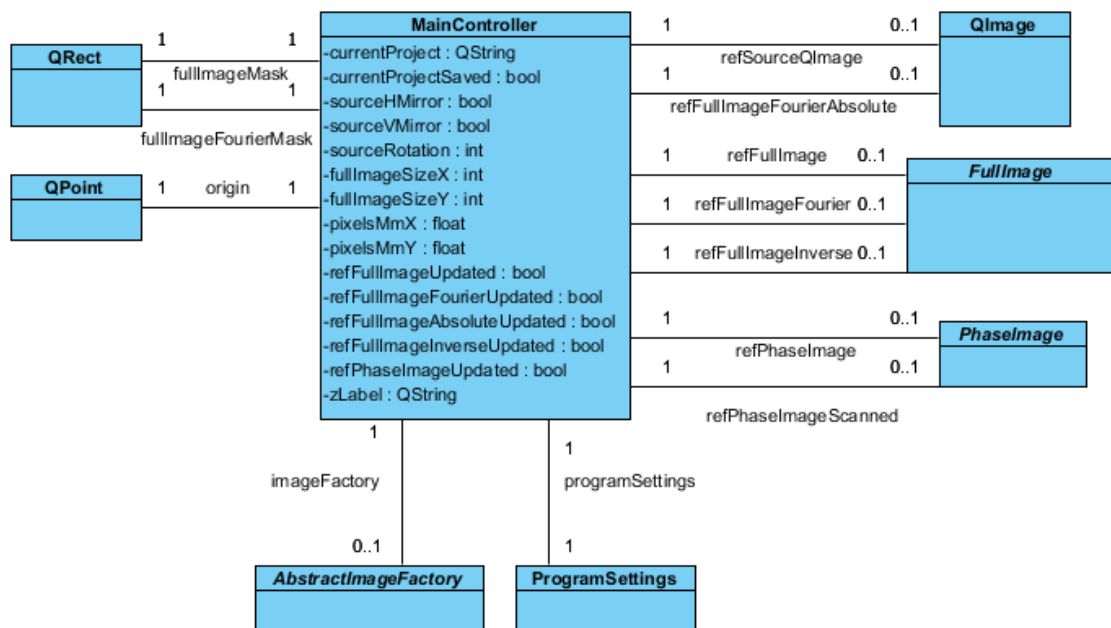 MainController
-currentProject : QString
-currentProjectSaved : bool
-sourceHMirror : bool
-sourceVMirror : bool
-sourceRotation : int
-fullImageSizeX : int
-fullImageSizeY : int
-pixelsMmX : float
-pixelsMmY : float
-refFullImageUpdated : bool
-refFullImageFourierUpdated : bool
-refFullImageAbsoluteUpdated : bool
-refFullImageInverseUpdated : bool
-refPhaseImageUpdated : bool
-zLabel : QString
QRect
1 1
fullImageMask
1 1
fullImageFourierMask
QPoint
1 origin 1
1 0..1
refSourceQImage
QImage
1 0..1
refFullImageFourierAbsolute
1 refFullImage 0..1
FullImage
1 refFullImageFourier 0..1
1 refFullImageInverse 0..1
1 0..1
refPhaseImage
PhaseImage
1 0..1
refPhaseImageScanned
1
imageFactory
0..1
AbstractImageFactory
1
programSettings
1
ProgramSettings